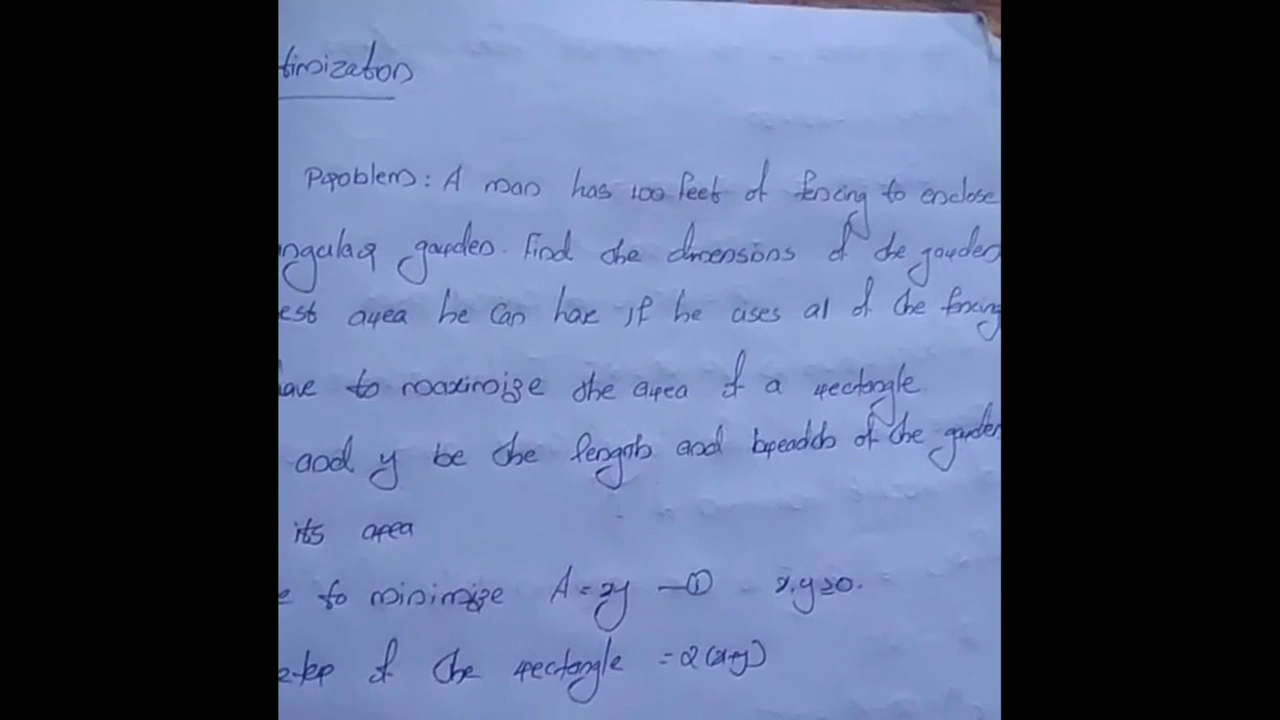 timization
Problem: A man has 100 feet of fencing to enclose
ngular garden. Find the dimensions of the garden
est area he can have if he uses all of the fencing
ave to maximize the area of a rectangle
and y be the length and breadth of the garden
its area
e to minimize A = xy —① x,y≥0.
of the rectangle = 2(x+y)